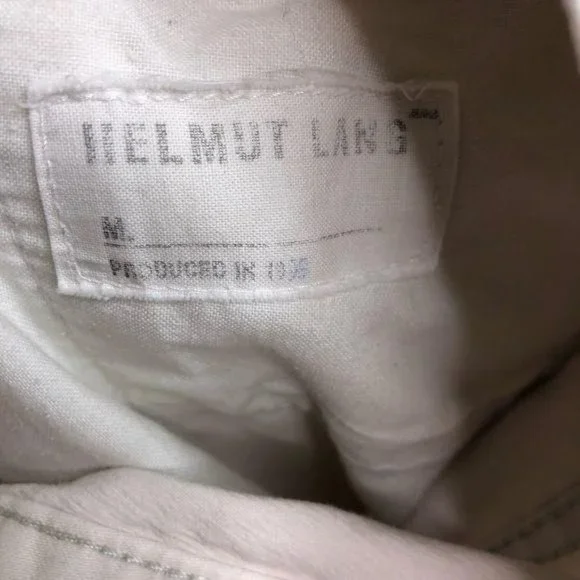 HELMUT LANG
M.
PRODUCED IN